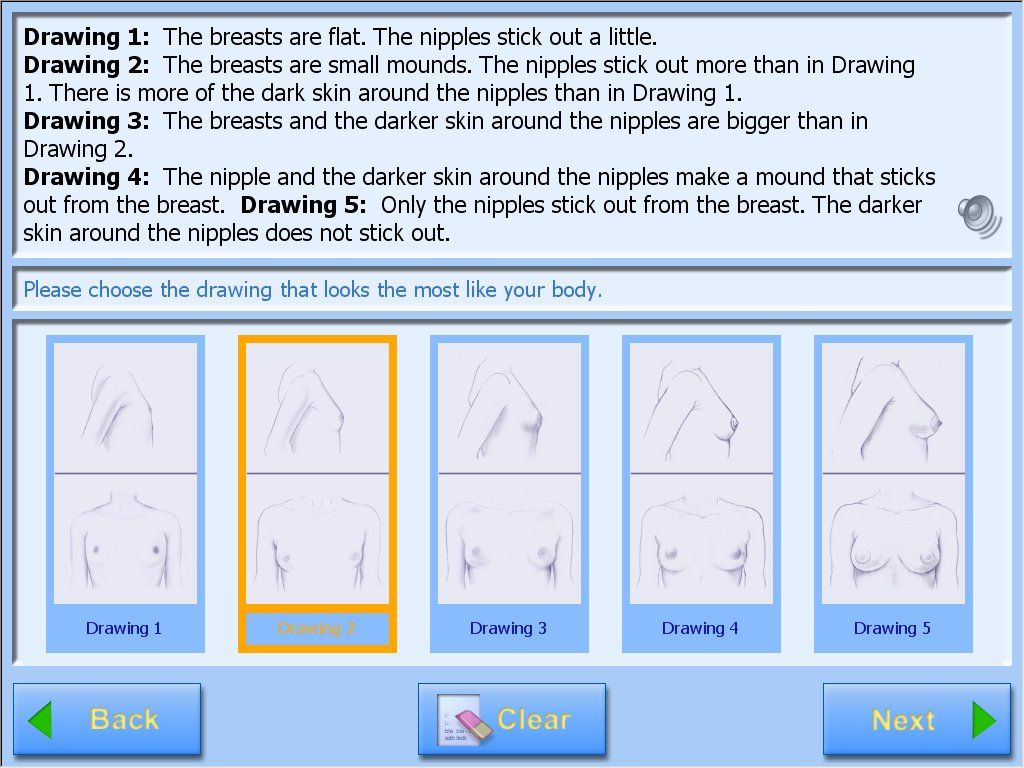 Drawing 1: The breasts are flat. The nipples stick out a little.
Drawing 2: The breasts are small mounds. The nipples stick out more than in Drawing
1. There is more of the dark skin around the nipples than in Drawing 1.
Drawing 3: The breasts and the darker skin around the nipples are bigger than in
Drawing 2.
Drawing 4: The nipple and the darker skin around the nipples make a mound that sticks
out from the breast. Drawing 5: Only the nipples stick out from the breast. The darker
skin around the nipples does not stick out.
Please choose the drawing that looks the most like your body.
Drawing 1
Drawing 2
Drawing 3
Drawing 4
Drawing 5
Back
Clear
Next